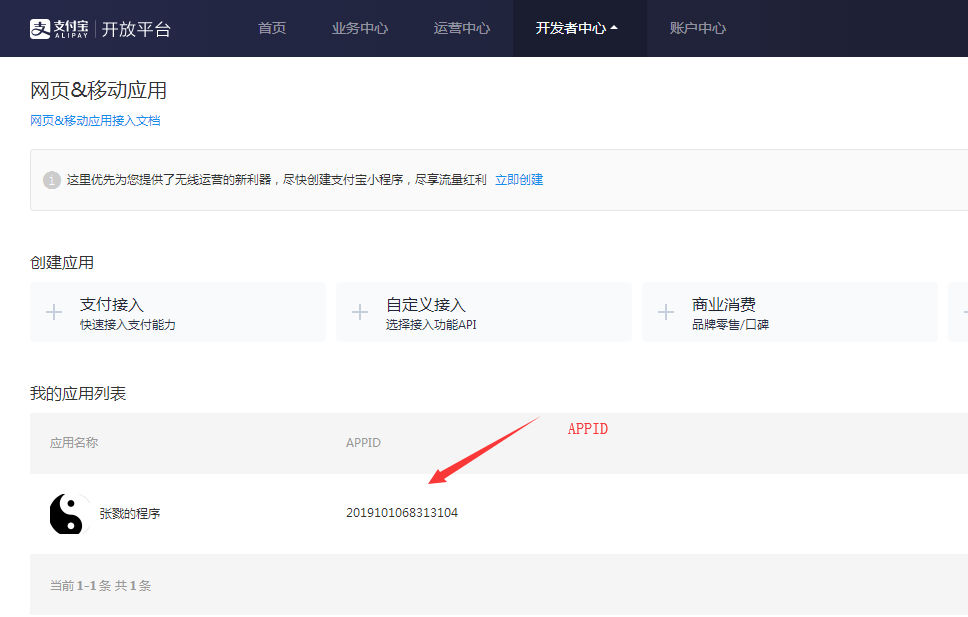 支 支付宝 ALIPAY 开放平台 首页 业务中心 运营中心 开发者中心 账户中心
网页&移动应用
网页&移动应用接入文档
这里优先为您提供了无线运营的新利器，尽快创建支付宝小程序，尽享流量红利 立即创建
创建应用
支付接入 自定义接入 商业消费
快速接入支付能力 选择接入功能API 品牌零售/口碑
我的应用列表
APPID
应用名称 APPID
张戮的程序 2019101068313104
当前 1-1 条 共 1 条